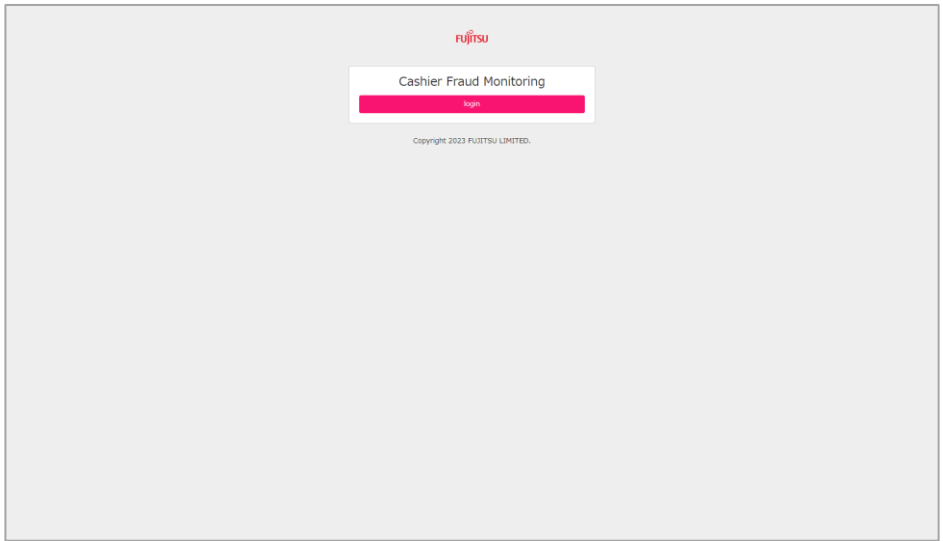 FUJITSU
Cashier Fraud Monitoring
login
Copyright 2023 FUJITSU LIMITED.